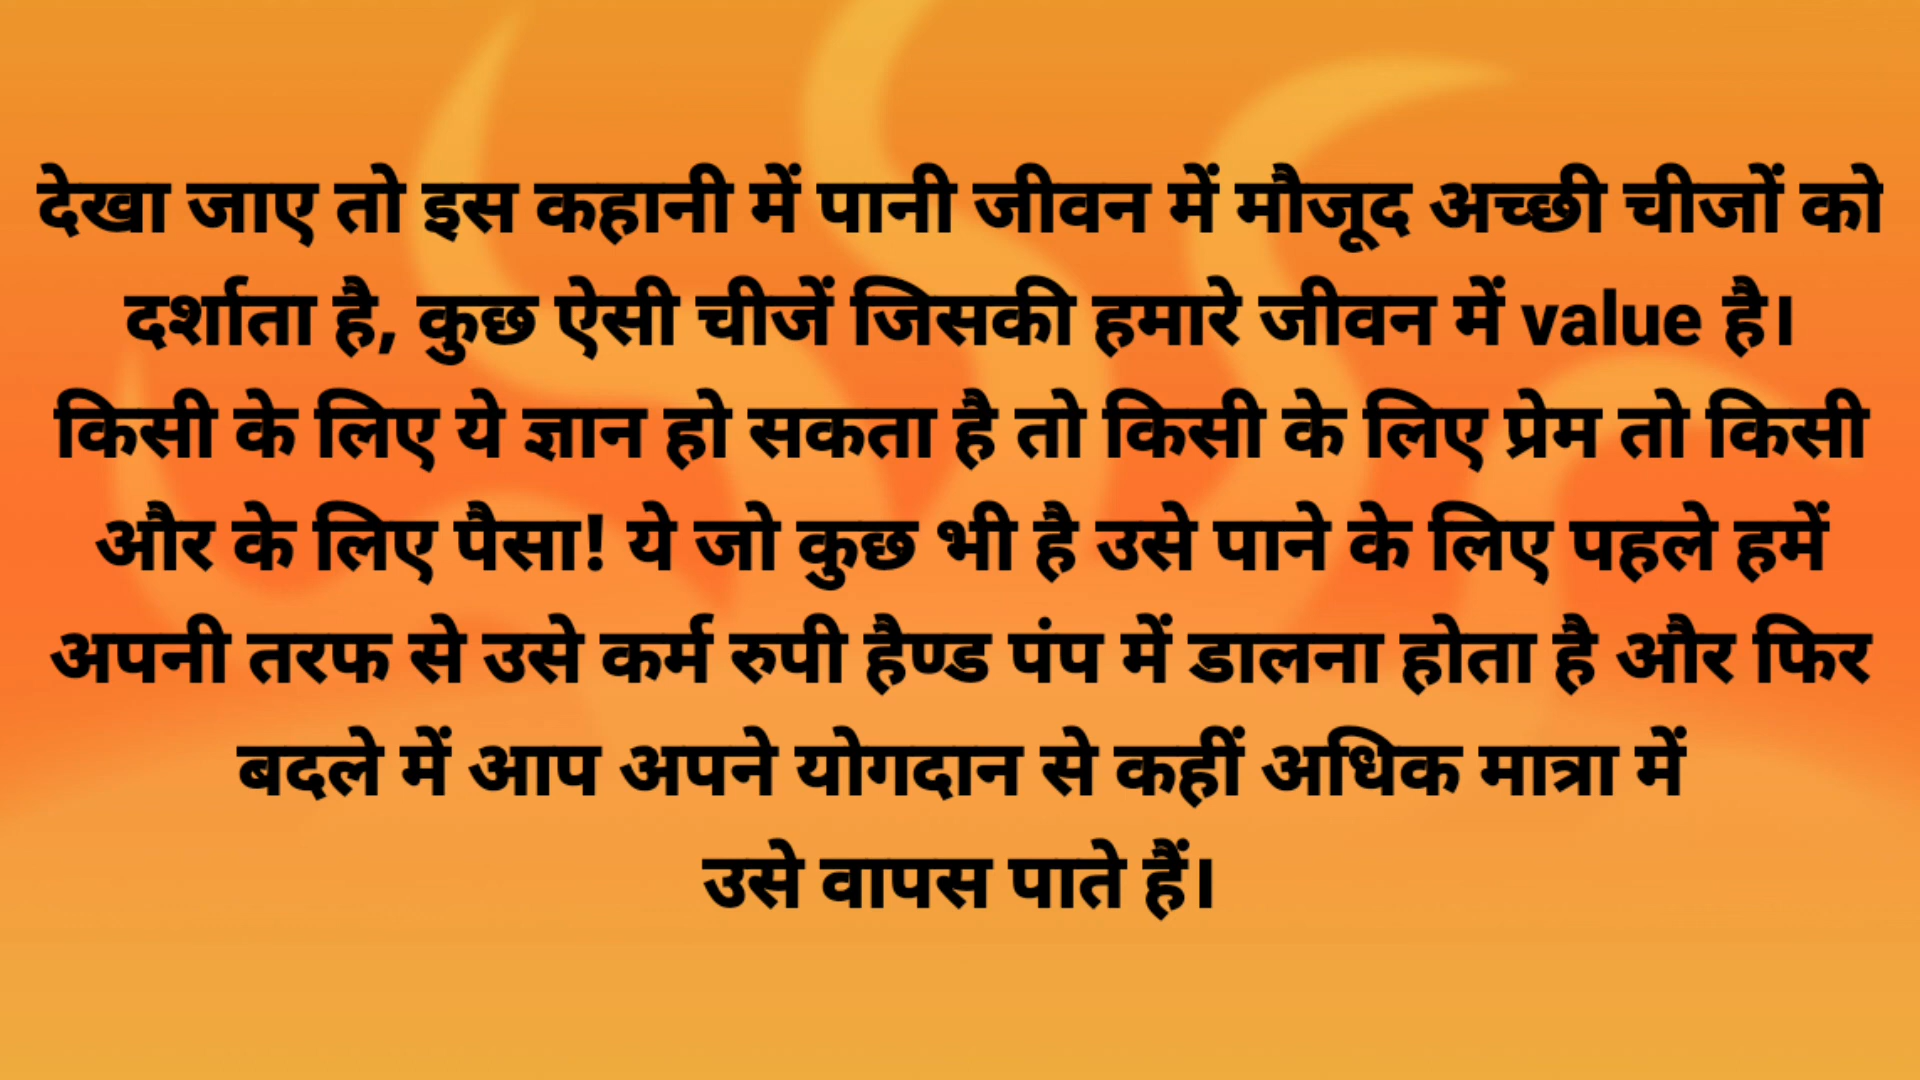 देखा जाए तो इस कहानी में पानी जीवन में मौजूद अच्छी चीजों को
दर्शाता है, कुछ ऐसी चीजें जिसकी हमारे जीवन में value है।
किसी के लिए ये ज्ञान हो सकता है तो किसी के लिए प्रेम तो किसी
और के लिए पैसा! ये जो कुछ भी है उसे पाने के लिए पहले हमें
अपनी तरफ से उसे कर्म रुपी हैण्ड पंप में डालना होता है और फिर
बदले में आप अपने योगदान से कहीं अधिक मात्रा में
उसे वापस पाते हैं।